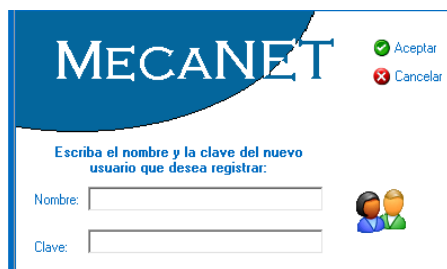 MECANET
Aceptar
Cancelar
Escriba el nombre y la clave del nuevo
usuario que desea registrar:
Nombre:
Clave: